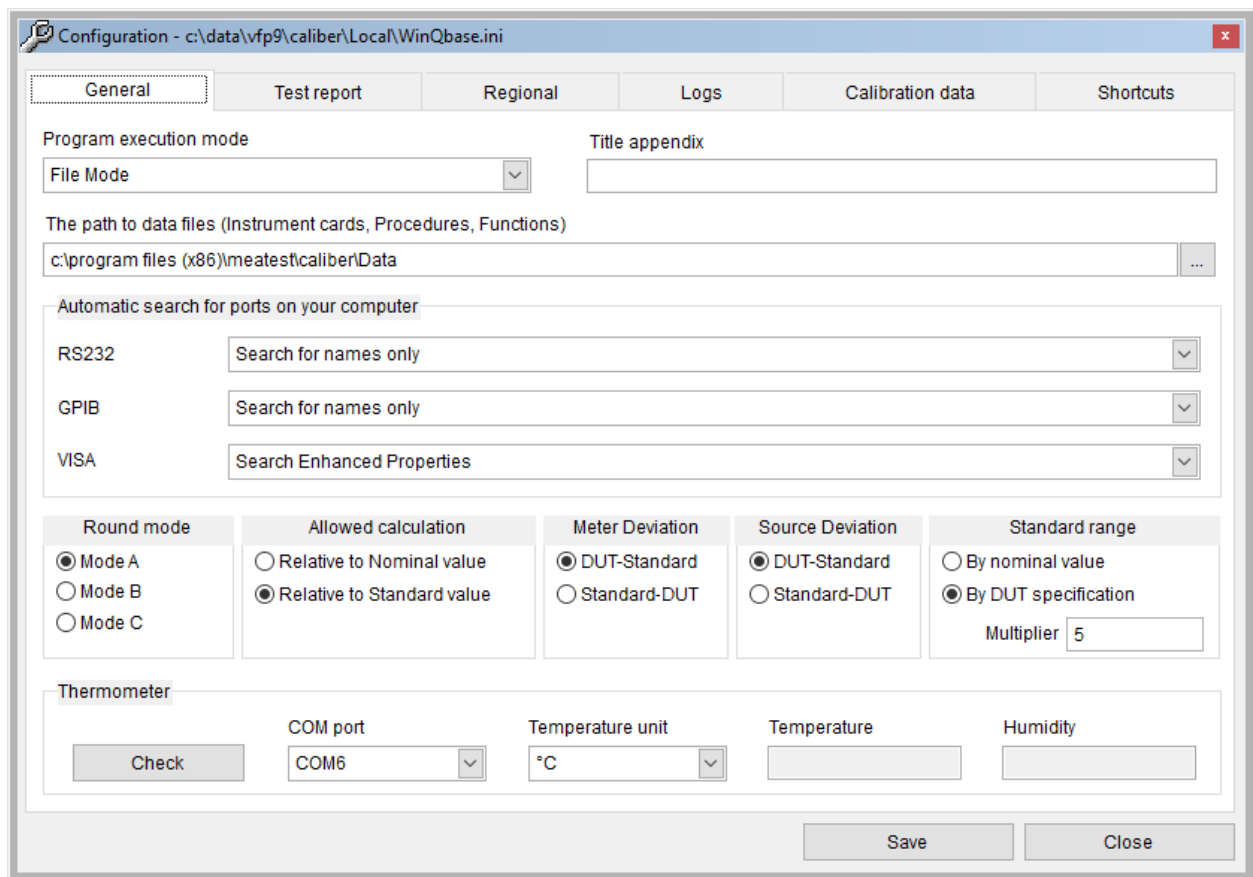 Configuration - c:\data\vfp9\caliber\Local\WinQbase.ini x
General Test report Regional Logs Calibration data Shortcuts
Program execution mode Title appendix
File Mode
The path to data files (Instrument cards, Procedures, Functions)
c:\program files (x86)\meatest\caliber\Data ...
Automatic search for ports on your computer
RS232 Search for names only
GPIB Search for names only
VISA Search Enhanced Properties
Round mode Allowed calculation Meter Deviation Source Deviation Standard range
Mode A Relative to Nominal value DUT-Standard DUT-Standard By nominal value
Mode B Relative to Standard value Standard-DUT Standard-DUT By DUT specification
Mode C Multiplier 5
Thermometer
COM port Temperature unit Temperature Humidity
Check COM6 °C
Save Close